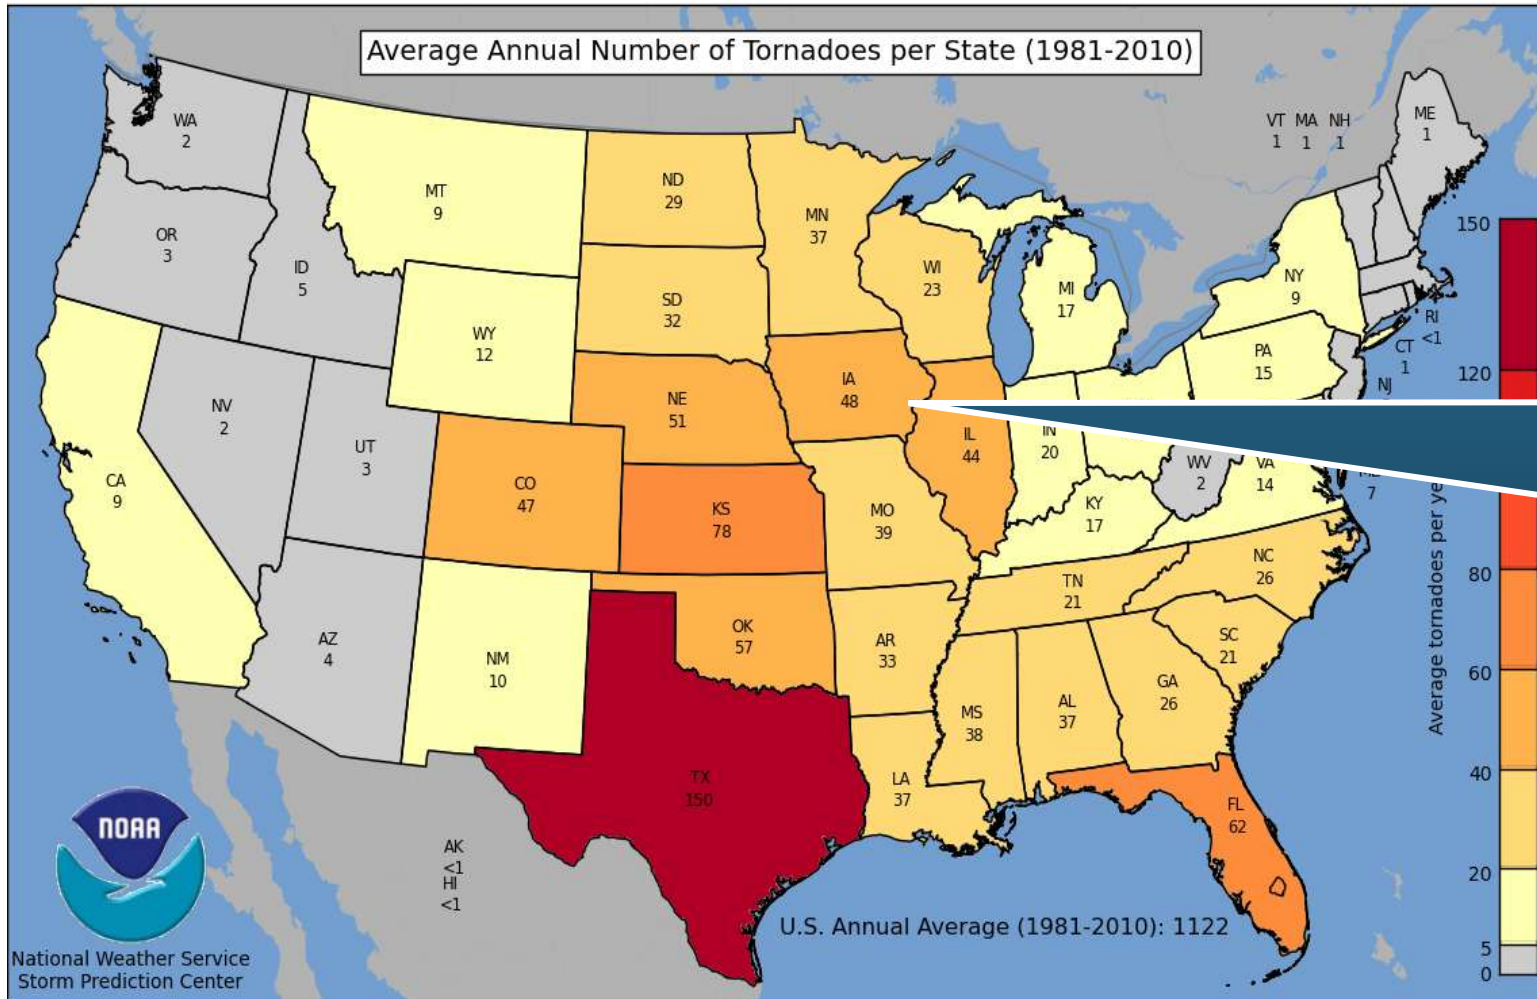 Average Annual Number of Tornadoes per State (1981-2010)
WA
2
OR
3
ID
5
MT
9
WY
12
ND
29
SD
32
MN
37
WI
23
MI
17
VT MA NH
1 1 1
ME
1
NY
9
PA
15
RI
<1
CT
1
NJ
NV
2
UT
3
CA
9
CO
47
NE
51
KS
78
IA
48
IL
44
IN
20
MO
39
KY
17
WV
2
VA
14
7
AZ
4
NM
10
OK
57
TX
150
AR
33
LA
37
MS
38
AL
37
TN
21
GA
26
SC
21
NC
26
FL
62
AK
<1
HI
<1
150
120
80
60
40
20
5
0
Average tornadoes per
U.S. Annual Average (1981-2010): 1122
NOAA
National Weather Service
Storm Prediction Center